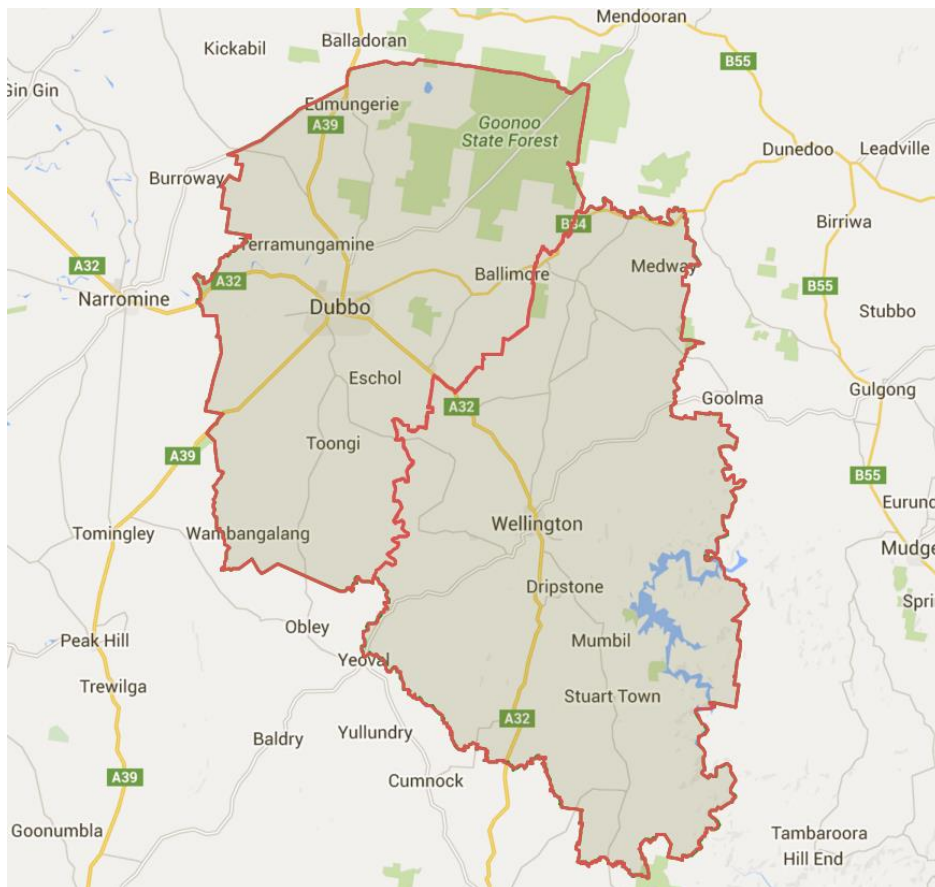 Mendooran
Balladoran
Kickabil
B55
Gin Gin
Eumungerie
A39
Goonoo
State Forest
Dunedoo
Leadville
Burroway
B84
Birriwa
Terramungamine
A32
A32
Ballimore
Medway
B55
Narromine
Dubbo
Stubbo
Eschol
Gulgong
A32
Goolma
Toongi
A39
B55
Eurund
Wellington
Tomingley
Wambangalang
Mudge
Dripstone
Spri
Obley
Mumbil
Peak Hill
Yeoval
Trewilga
Stuart Town
A32
Baldry
Yullundry
A39
Cumnock
Goonumbla
Tambaroora
Hill End